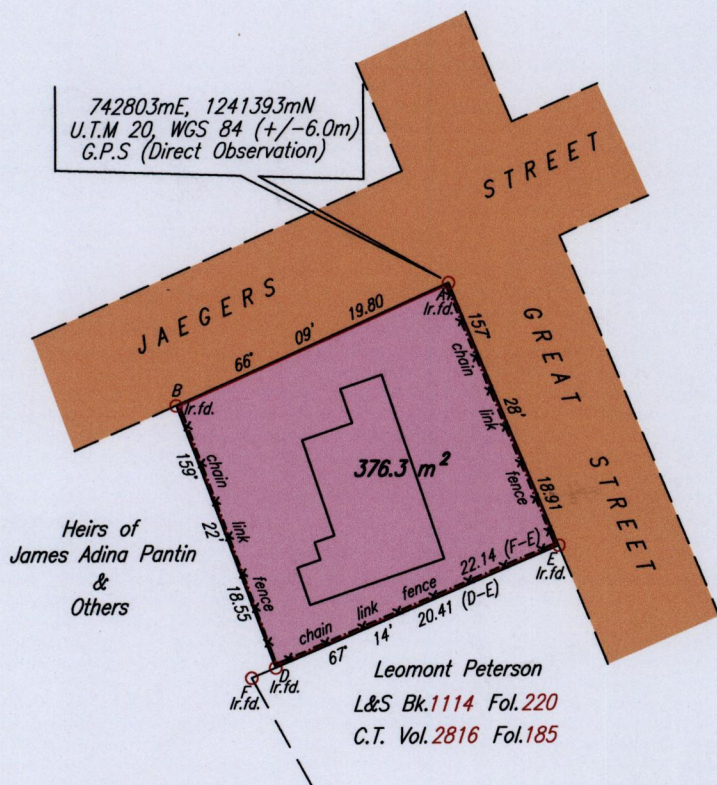 742803mE, 1241393mN
U.T.M 20, WGS 84 (+/-6.0m)
G.P.S (Direct Observation)
JAEGERS STREET
GREAT STREET
A
Ir.fd.
66° 09' 19.80
157° 28' 18.91
chain link fence
B
Ir.fd.
159° 22' 18.55
chain link fence
376.3 m²
22.14 (F-E)
chain link fence
67° 14' 20.41 (D-E)
E
Ir.fd.
D
Ir.fd.
F
Ir.fd.
Heirs of
James Adina Pantin
&
Others
Leomont Peterson
L&S Bk.1114 Fol.220
C.T. Vol.2816 Fol.185